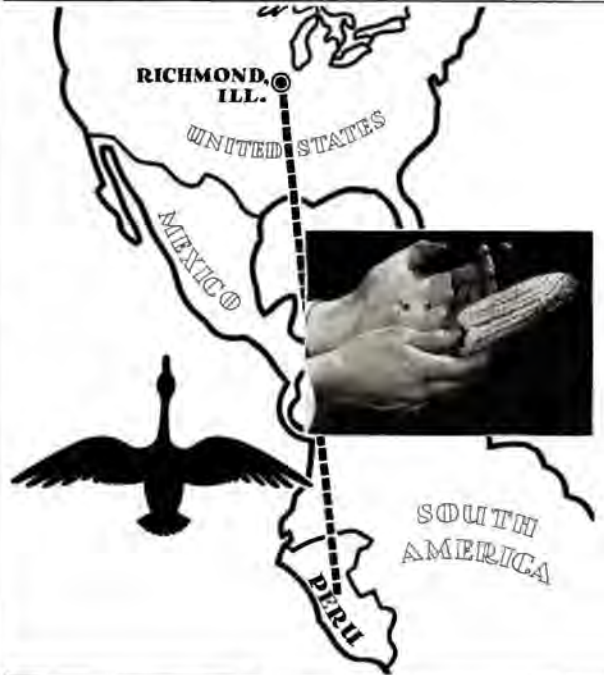 RICHMOND,
ILL.
UNITED STATES
MEXICO
SOUTH
AMERICA
PERU